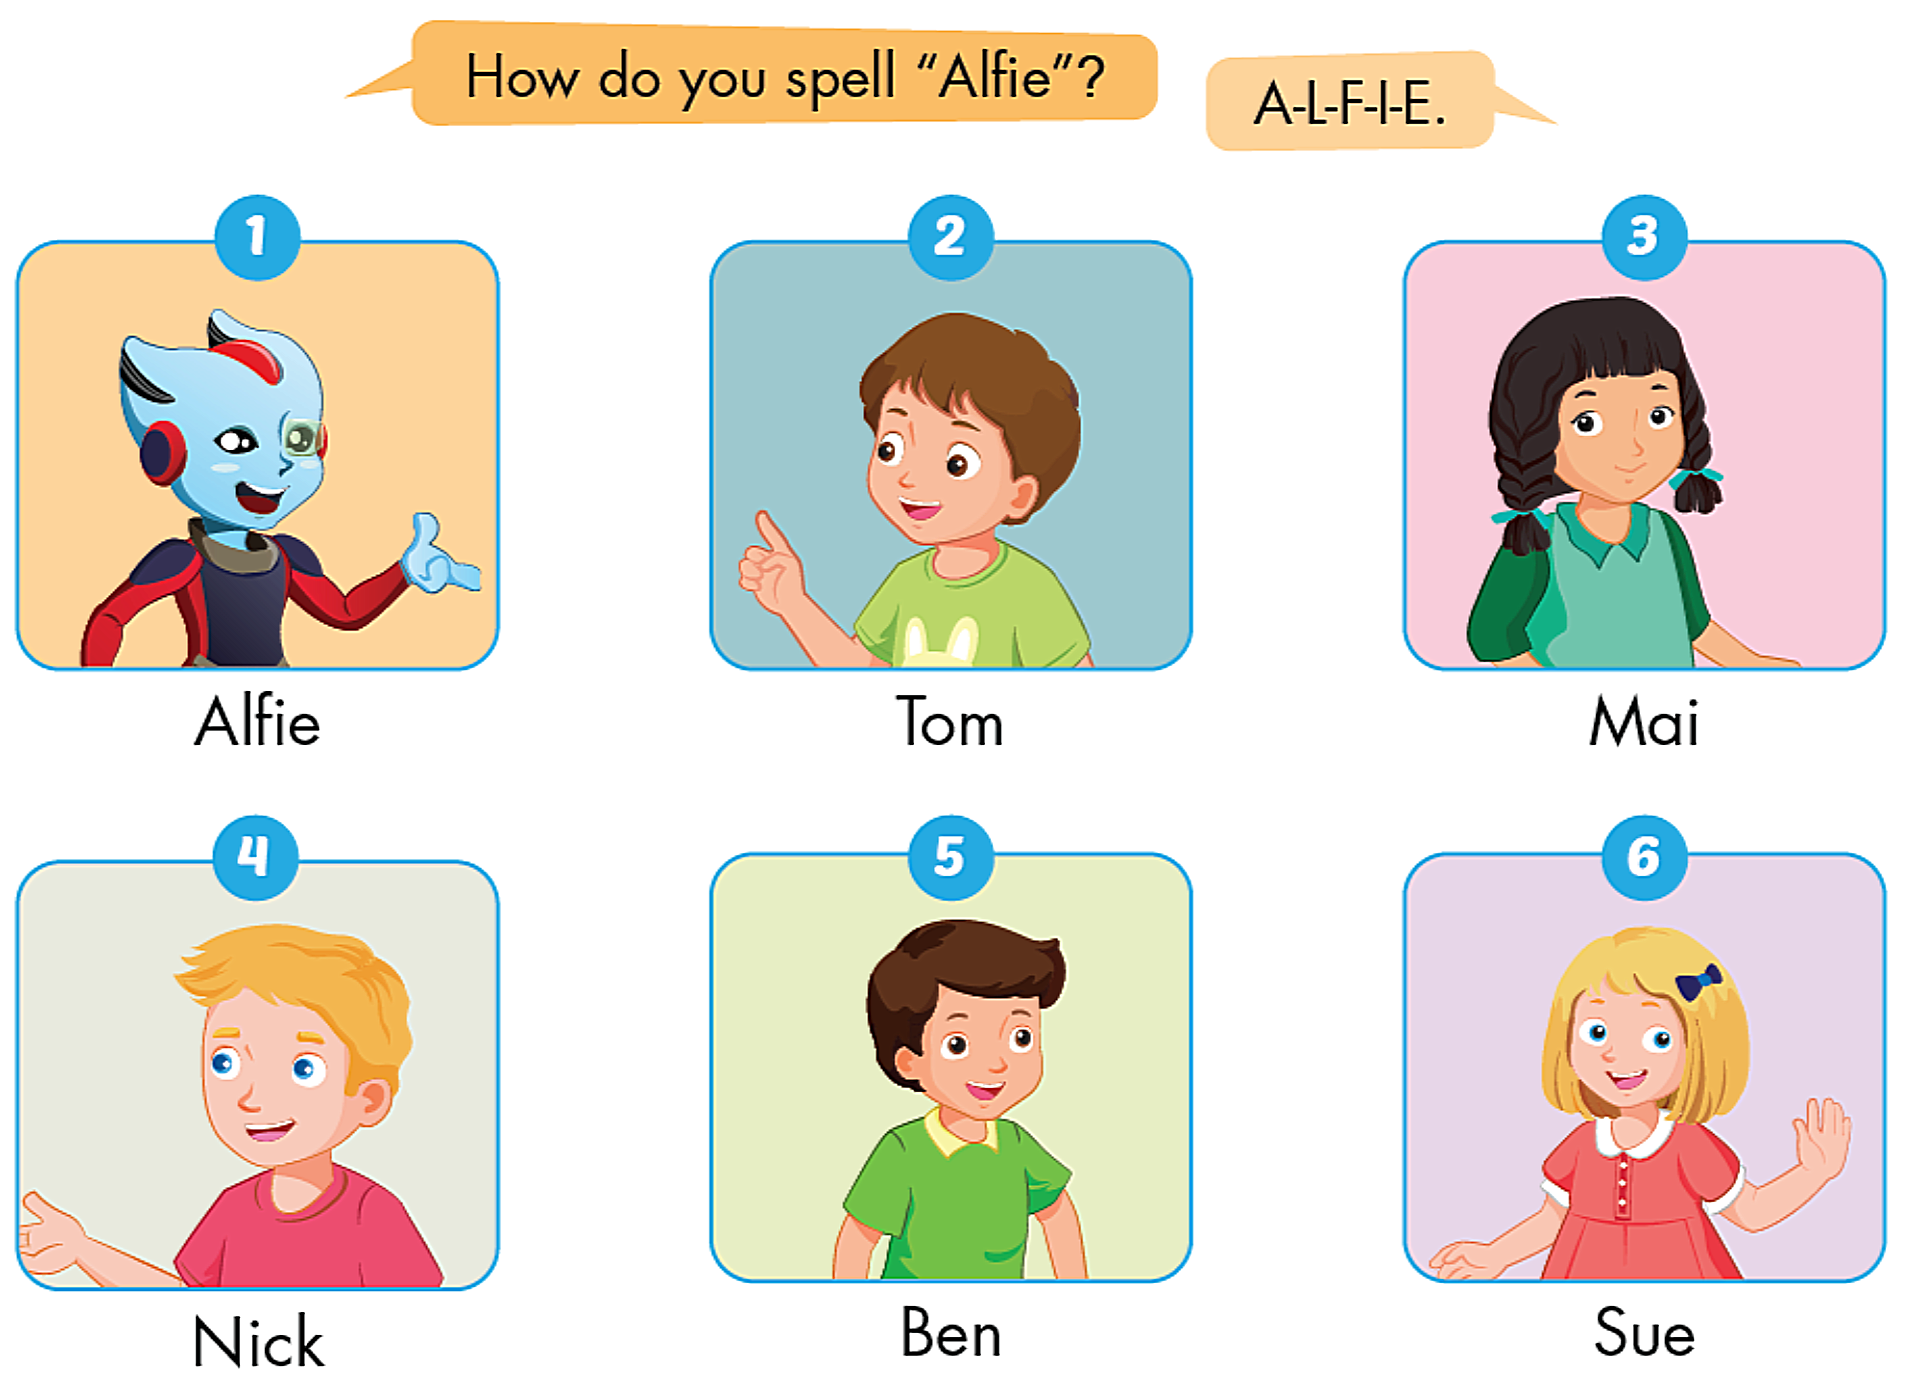 How do you spell “Alfie”?
A-L-F-I-E.
1
2
3
Alfie
Tom
Mai
4
5
6
Nick
Ben
Sue